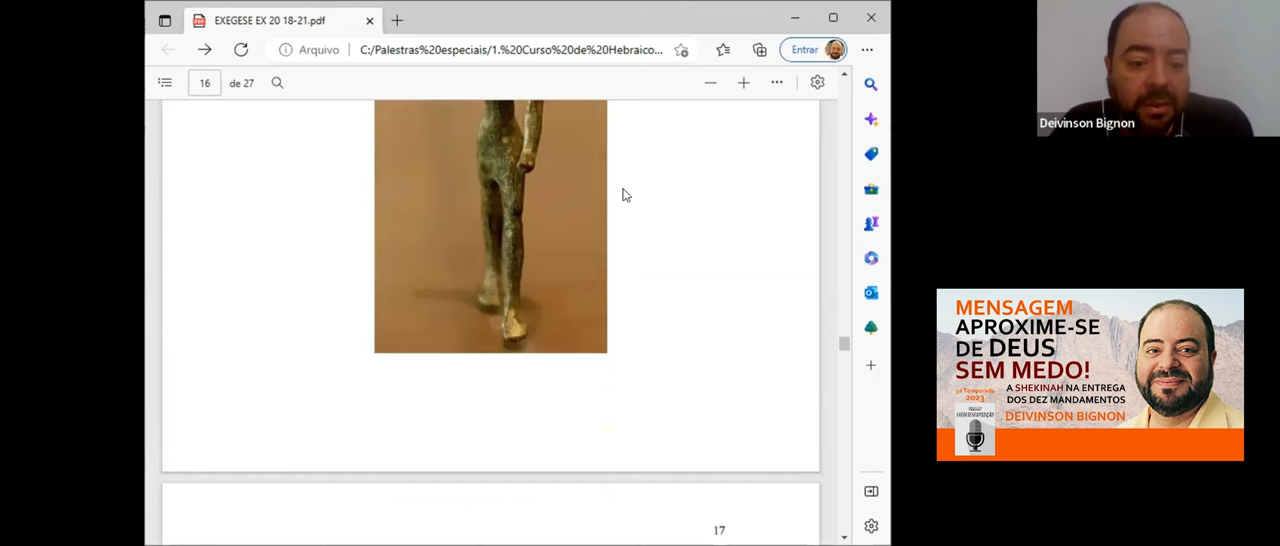 EXEGESE EX 20 18-21.pdf
Arquivo
C:/Palestras%20especiais/1.%20Curso%20de%20Hebraico...
Entrar
16
de 27
17
Deivinson Bignon
MENSAGEM
APROXIME-SE
DE DEUS
SEM MEDO!
A SHEKINAH NA ENTREGA
DOS DEZ MANDAMENTOS
DEIVINSON BIGNON
2023